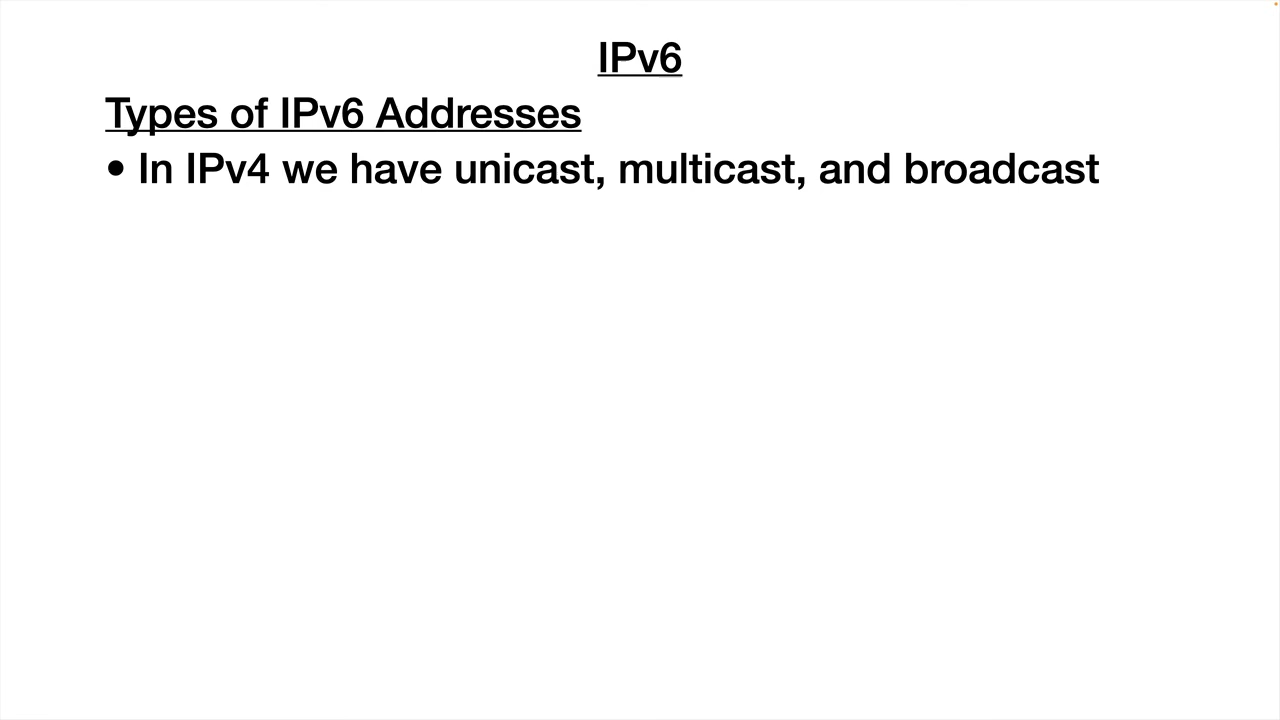 IPv6
Types of IPv6 Addresses
• In IPv4 we have unicast, multicast, and broadcast